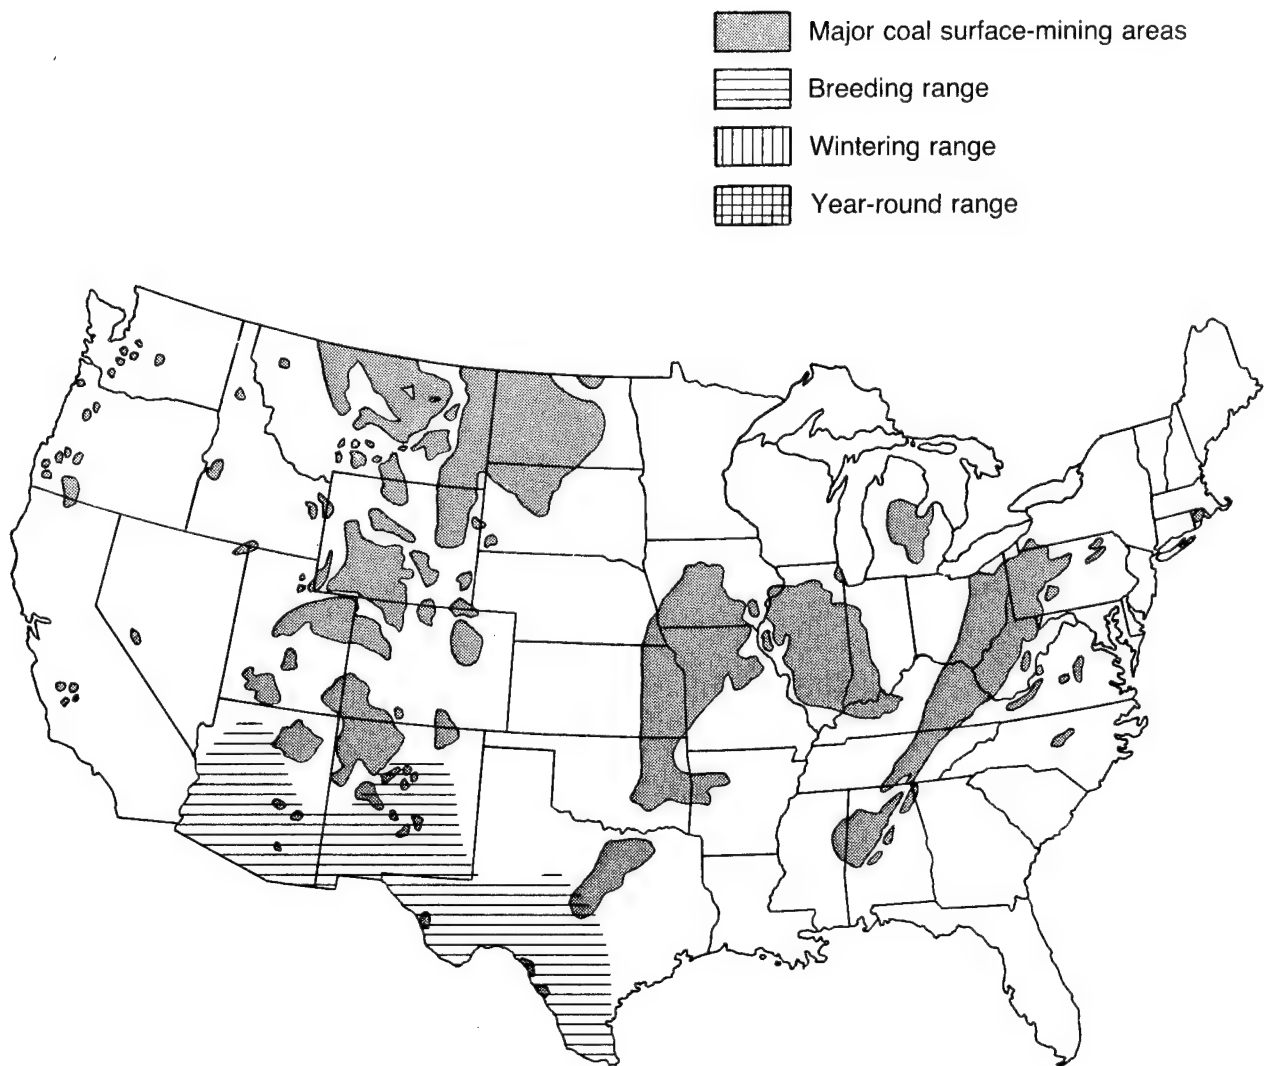 Major coal surface-mining areas
Breeding range
Wintering range
Year-round range